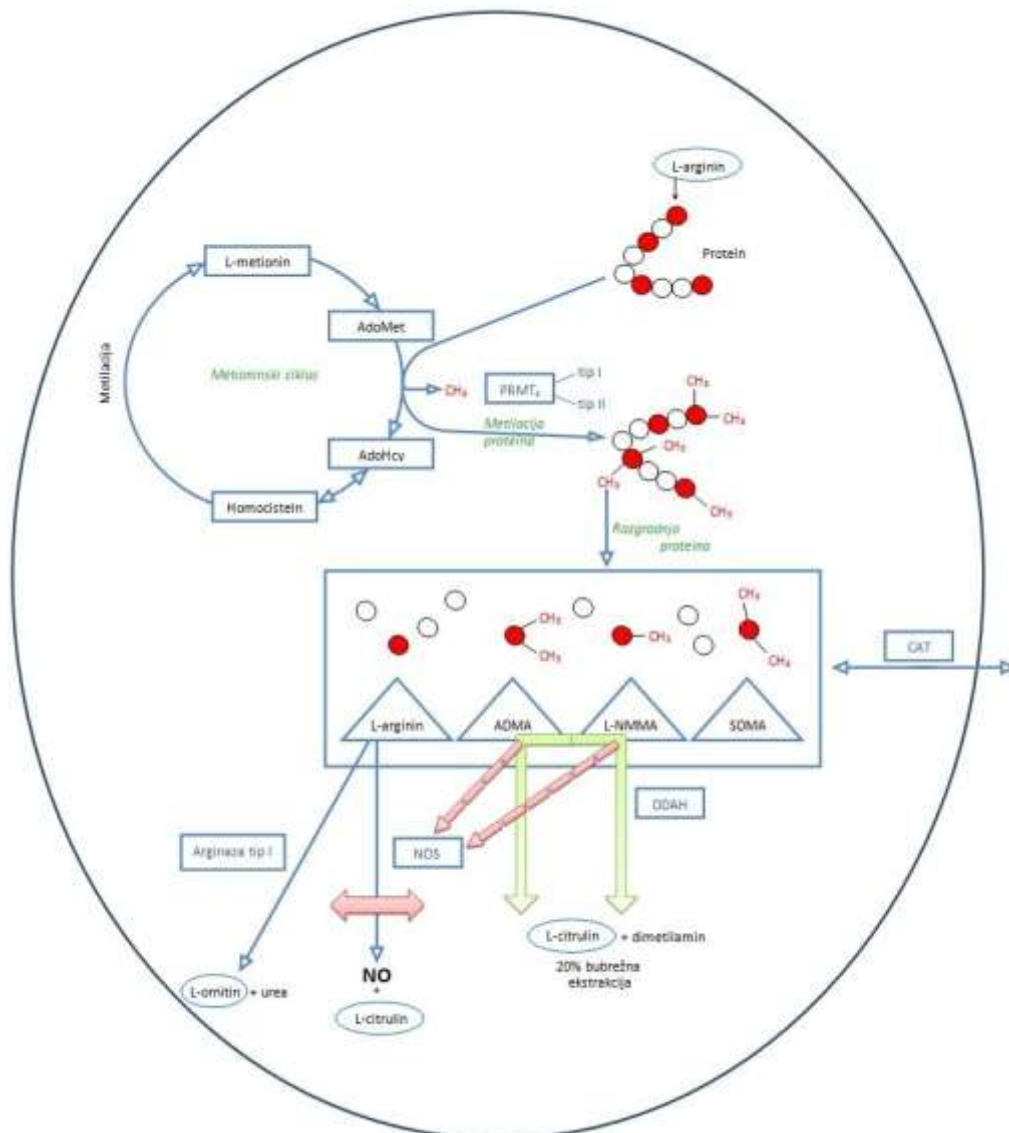 L-arginin
Protein
L-metionin
AdoMet
Metilacija
Metioninski ciklus
CH₃
PRMTs
tip I
tip II
Metilacija
proteina
AdoHcy
Homocistein
CH₃
CH₃
CH₃
CH₃
CH₃
Razgradnja
proteina
CH₃
CH₃
CH₃
CH₃
CH₃
CAT
L-arginin
ADMA
L-NMMA
SDMA
DDAH
Arginaza tip I
NOS
L-citrulin + dimetilamin
20% bubrežna
ekstrakcija
L-ornitin + urea
NO
+
L-citrulin